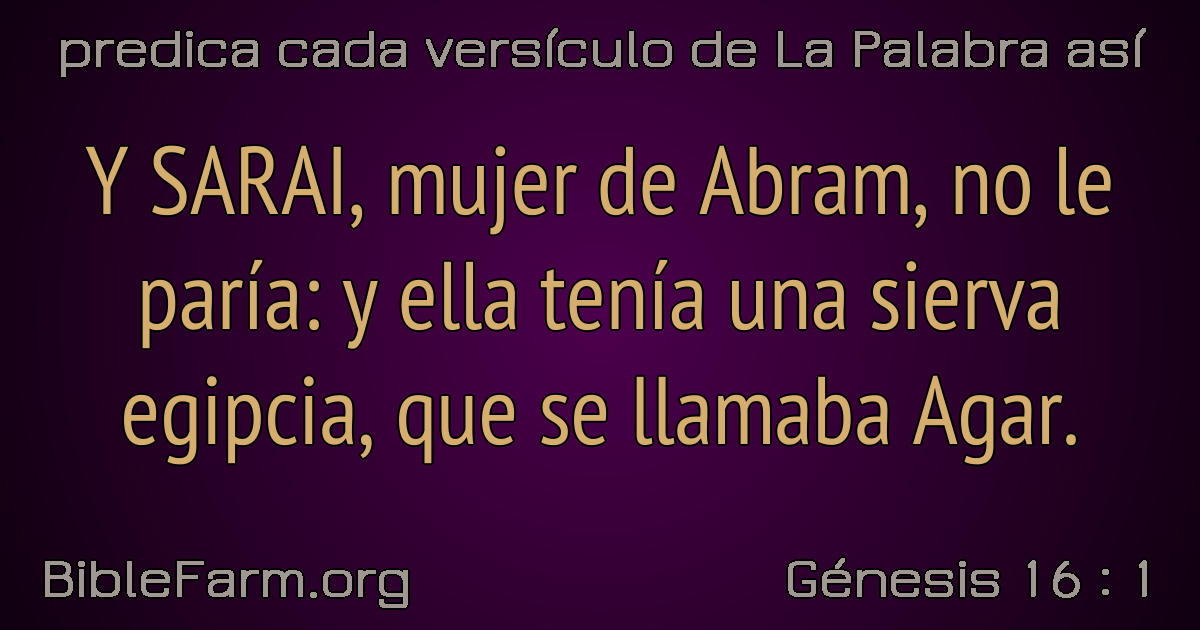 predica cada versículo de La Palabra así
Y SARAI, mujer de Abram, no le
paría: y ella tenía una sierva
egipcia, que se llamaba Agar.
BibleFarm.org
Génesis 16 : 1